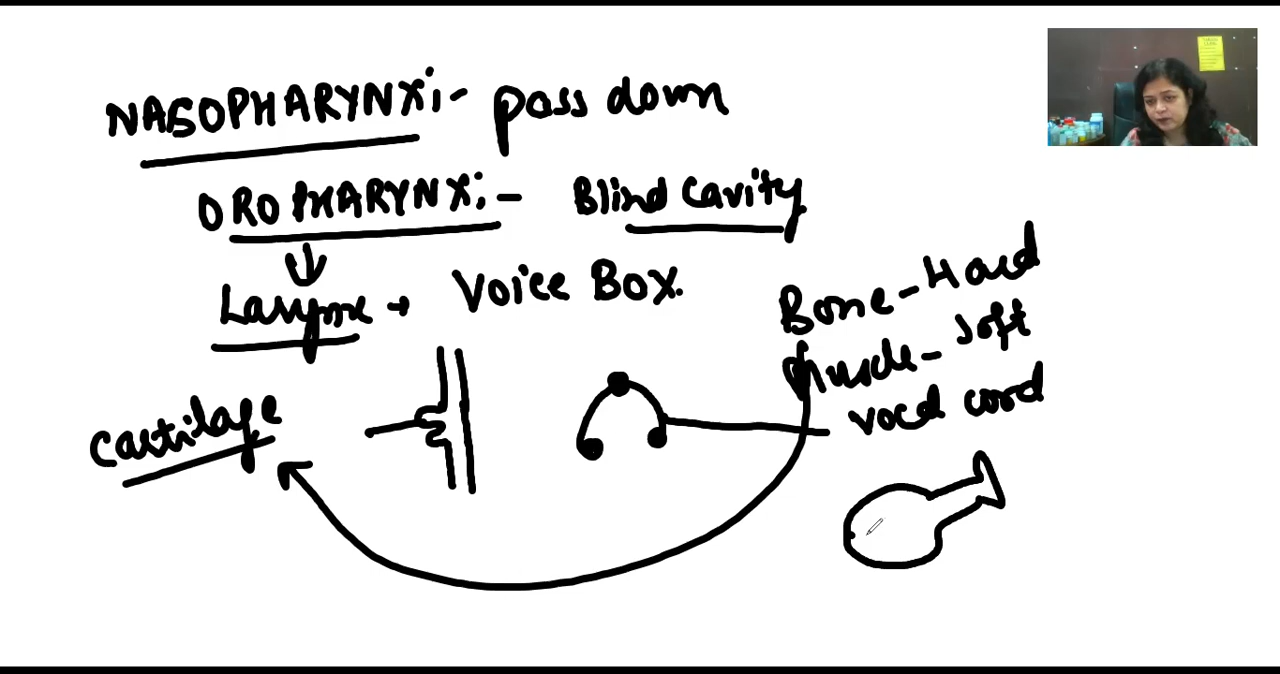 NASOPHARYNX:- pass down
OROPHARYNX:- Blind Cavity
Larynx → Voice Box.
Bone-Hard
Muscle-Soft
vocal cord
Cartilage